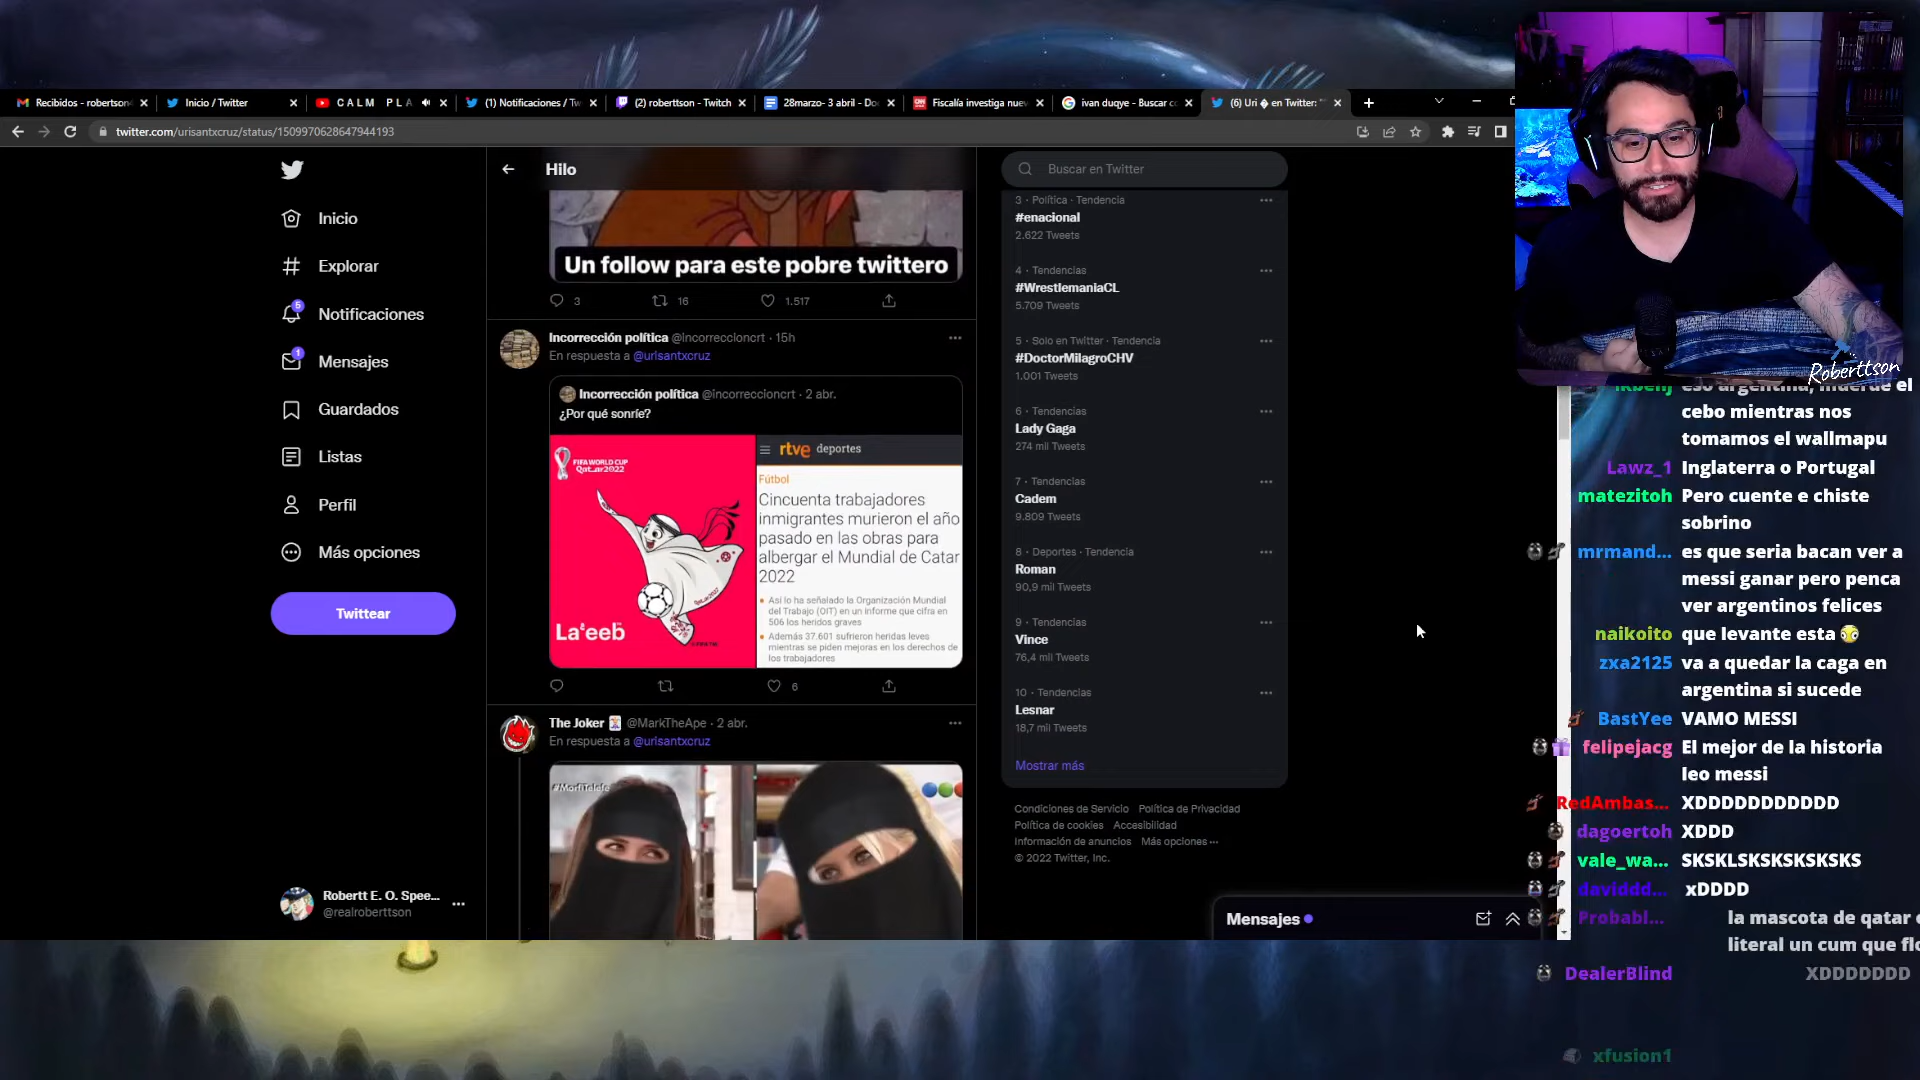 Recibidos - robertson
Inicio / Twitter
CALM PLA
(1) Notificaciones / Tw
(2) roberttson - Twitch
28marzo- 3 abril - Do
Fiscalía investiga nuev
ivan duqye - Buscar co
(6) Uri � en Twitter: "
twitter.com/urisantxcruz/status/1509970628647944193
Inicio
Explorar
5
Notificaciones
1
Mensajes
Guardados
Listas
Perfil
Más opciones
Twittear
Robertt E. O. Spee...
@realroberttson
Hilo
Un follow para este pobre twittero
3
16
1.517
Incorrección política @incorreccioncrt · 15h
En respuesta a @urisantxcruz
Incorrección política @incorreccioncrt · 2 abr.
¿Por qué sonríe?
FIFA WORLD CUP
Qatar2022
La'eeb
rtve deportes
Fútbol
Cincuenta trabajadores
inmigrantes murieron el año
pasado en las obras para
albergar el Mundial de Catar
2022
Así lo ha señalado la Organización Mundial
del Trabajo (OIT) en un informe que cifra en
506 los heridos graves
Además 37.601 sufrieron heridas leves
mientras se piden mejoras en los derechos de
los trabajadores
6
The Joker @MarkTheApe · 2 abr.
En respuesta a @urisantxcruz
#MorfiTelefe
Buscar en Twitter
3 · Política · Tendencia
#enacional
2.622 Tweets
4 · Tendencias
#WrestlemaniaCL
5.709 Tweets
5 · Solo en Twitter · Tendencia
#DoctorMilagroCHV
1.001 Tweets
6 · Tendencias
Lady Gaga
274 mil Tweets
7 · Tendencias
Cadem
9.809 Tweets
8 · Deportes · Tendencia
Roman
90,9 mil Tweets
9 · Tendencias
Vince
76,4 mil Tweets
10 · Tendencias
Lesnar
18,7 mil Tweets
Mostrar más
Condiciones de Servicio Política de Privacidad
Política de cookies Accesibilidad
Información de anuncios Más opciones ···
© 2022 Twitter, Inc.
Mensajes
Roberttson
eso argentina, muerde el
cebo mientras nos
tomamos el wallmapu
Lawz_1 Inglaterra o Portugal
matezitoh Pero cuente e chiste
sobrino
mrmand... es que seria bacan ver a
messi ganar pero penca
ver argentinos felices
naikoito que levante esta
zxa2125 va a quedar la caga en
argentina si sucede
BastYee VAMO MESSI
felipejacg El mejor de la historia
leo messi
RedAmbas... XDDDDDDDDDDD
dagoertoh XDDD
vale_wa... SKSKLSKSKSKSKSKS
daviddd... xDDDD
Probabl... la mascota de qatar
literal un cum que flo
DealerBlind XDDDDDDD
xfusion1